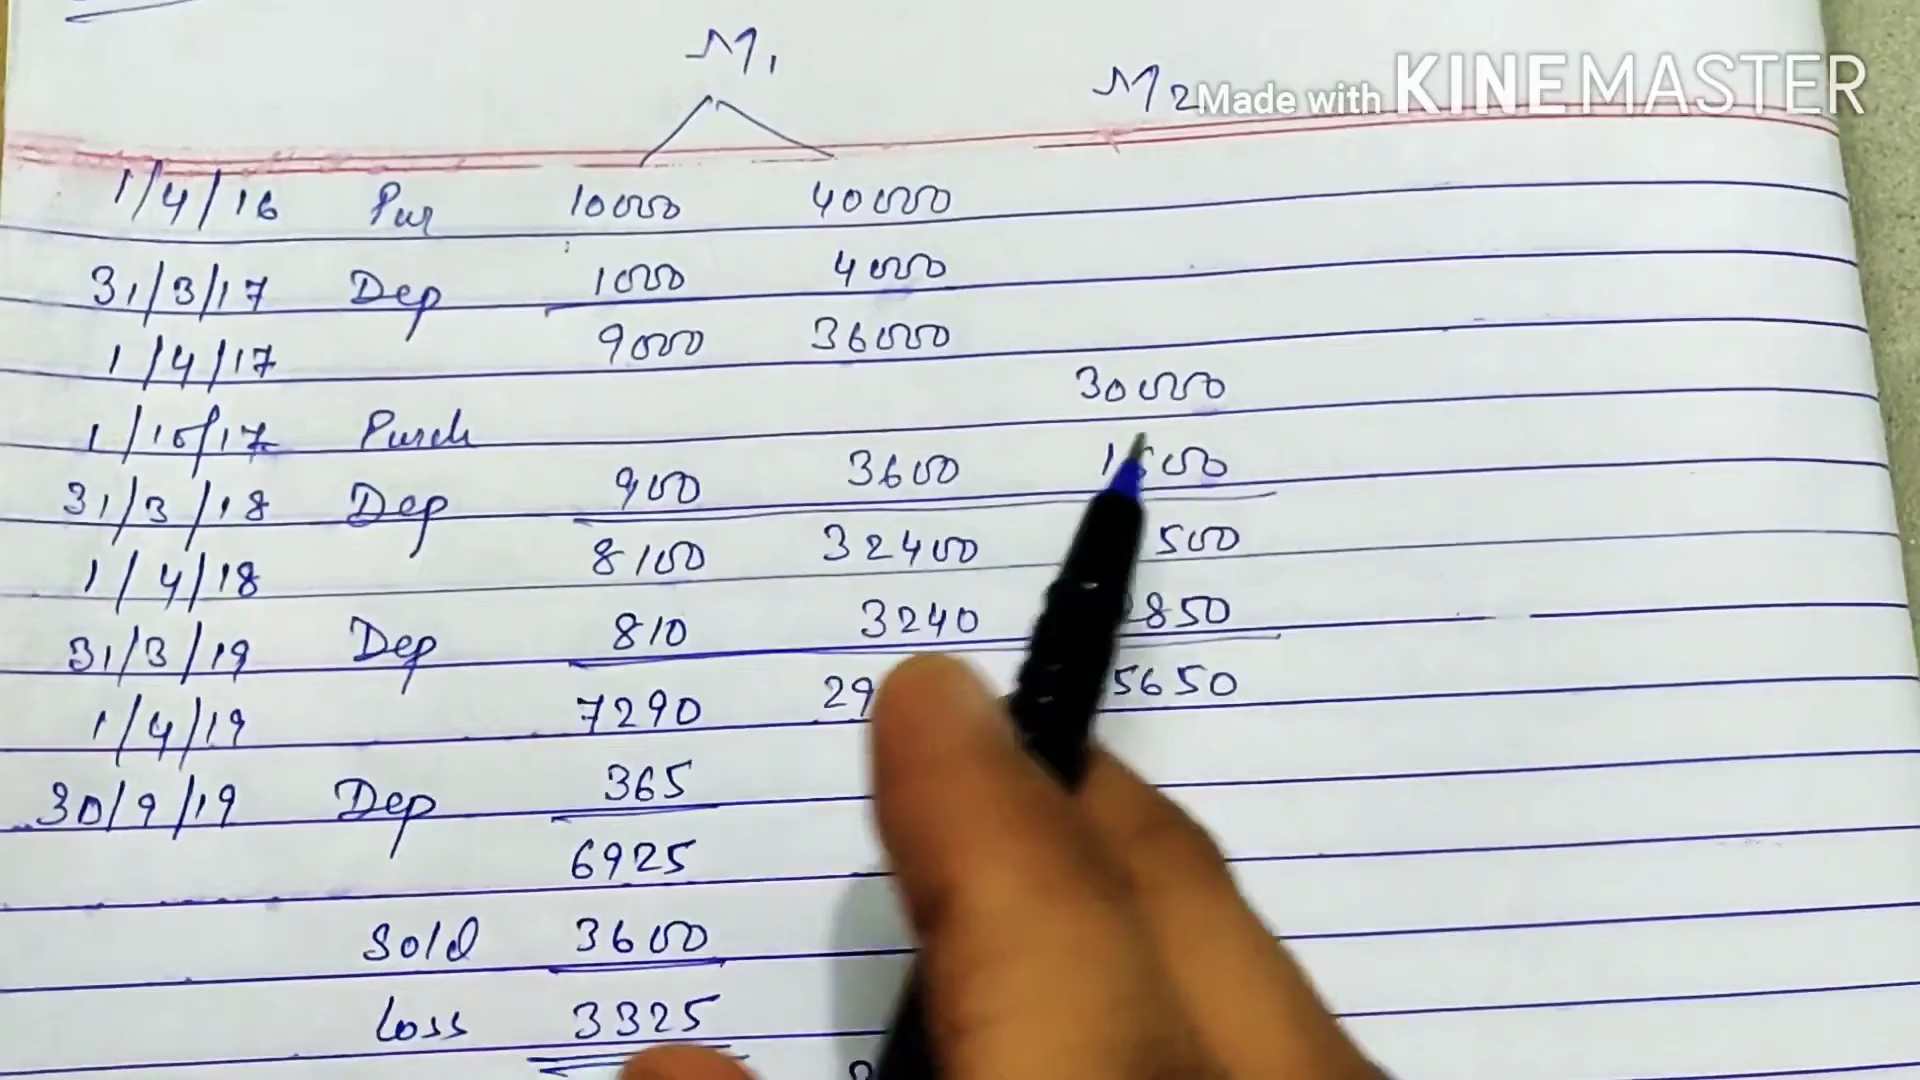 M1
M2 Made with KINEMASTER
1/4/16 Pur 10000 40000
31/3/17 Dep 1000 4000
1/4/17 9000 36000
30000
1/10/17 Purch
31/3/18 Dep 900 3600
1/4/18 8100 32400 500
31/3/19 Dep 810 3240 850
1/4/19 7290 29 5650
30/9/19 Dep 365
6925
Sold 3600
Loss 3325